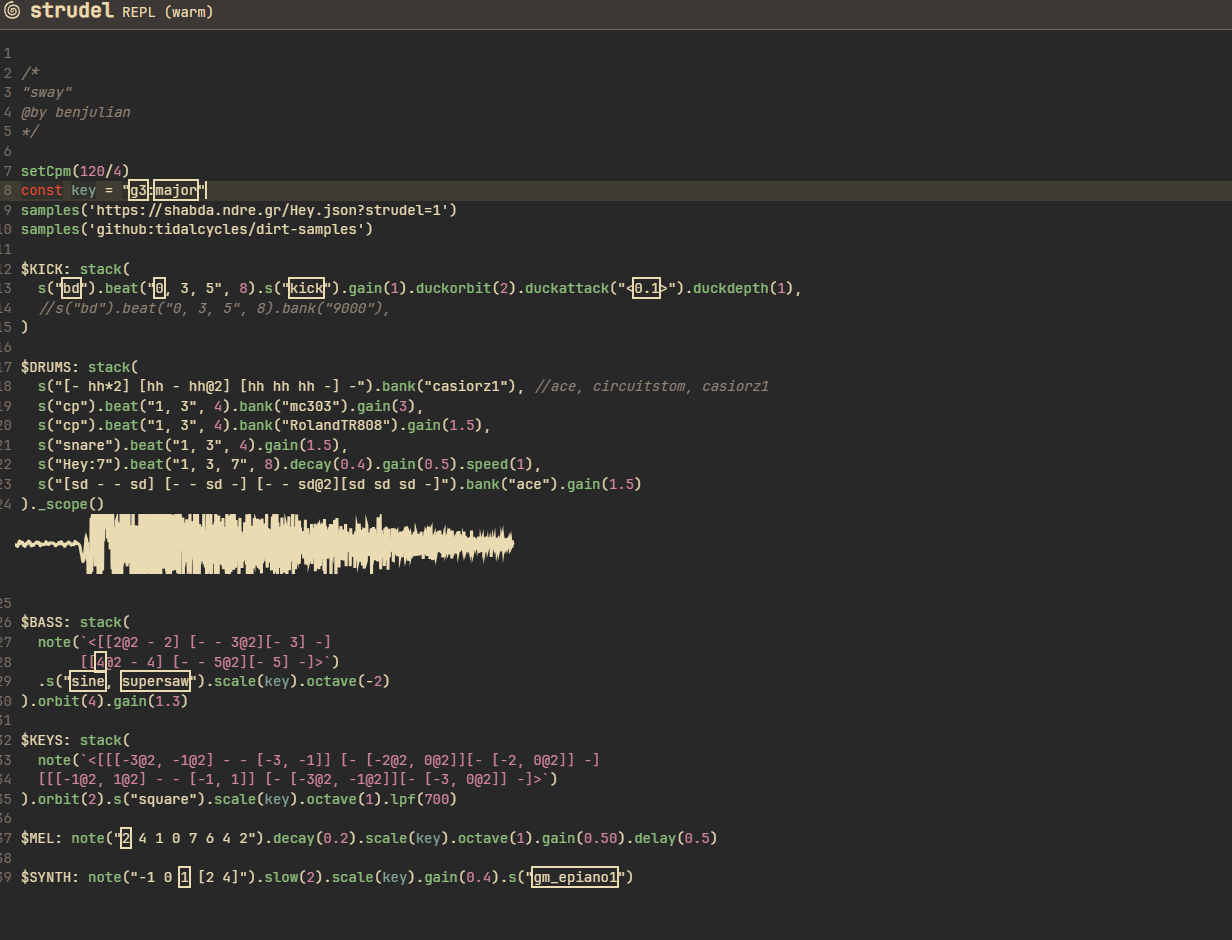 strudel REPL (warm)
1
2 /*
3 "sway"
4 @by benjulian
5 */
6
7 setCpm(120/4)
8 const key = "g3:major"
9 samples('https://shabda.ndre.gr/Hey.json?strudel=1')
10 samples('github:tidalcycles/dirt-samples')
11
12 $KICK: stack(
13 s("bd").beat("0, 3, 5", 8).s("kick").gain(1).duckorbit(2).duckattack("<0.1>").duckdepth(1),
14 //s("bd").beat("0, 3, 5", 8).bank("9000"),
15 )
16
17 $DRUMS: stack(
18 s("[- hh*2] [hh - hh@2] [hh hh hh -] -").bank("casiorz1"), //ace, circuitstom, casiorz1
19 s("cp").beat("1, 3", 4).bank("mc303").gain(3),
20 s("cp").beat("1, 3", 4).bank("RolandTR808").gain(1.5),
21 s("snare").beat("1, 3", 4).gain(1.5),
22 s("Hey:7").beat("1, 3, 7", 8).decay(0.4).gain(0.5).speed(1),
23 s("[sd - - sd] [- - sd -] [- - sd@2][sd sd sd -]").bank("ace").gain(1.5)
24 )._scope()
25
26 $BASS: stack(
27 note(`<[[2@2 - 2] [- - 3@2][- 3] -]
28 [[4@2 - 4] [- - 5@2][- 5] -]>`)
29 .s("sine, supersaw").scale(key).octave(-2)
30 ).orbit(4).gain(1.3)
31
32 $KEYS: stack(
33 note(`<[[[-3@2, -1@2] - - [-3, -1]] [- [-2@2, 0@2]][- [-2, 0@2]] -]
34 [[[-1@2, 1@2] - - [-1, 1]] [- [-3@2, -1@2]][- [-3, 0@2]] -]>`)
35 ).orbit(2).s("square").scale(key).octave(1).lpf(700)
36
37 $MEL: note("2 4 1 0 7 6 4 2").decay(0.2).scale(key).octave(1).gain(0.50).delay(0.5)
38
39 $SYNTH: note("-1 0 1 [2 4]").slow(2).scale(key).gain(0.4).s("gm_epiano1")